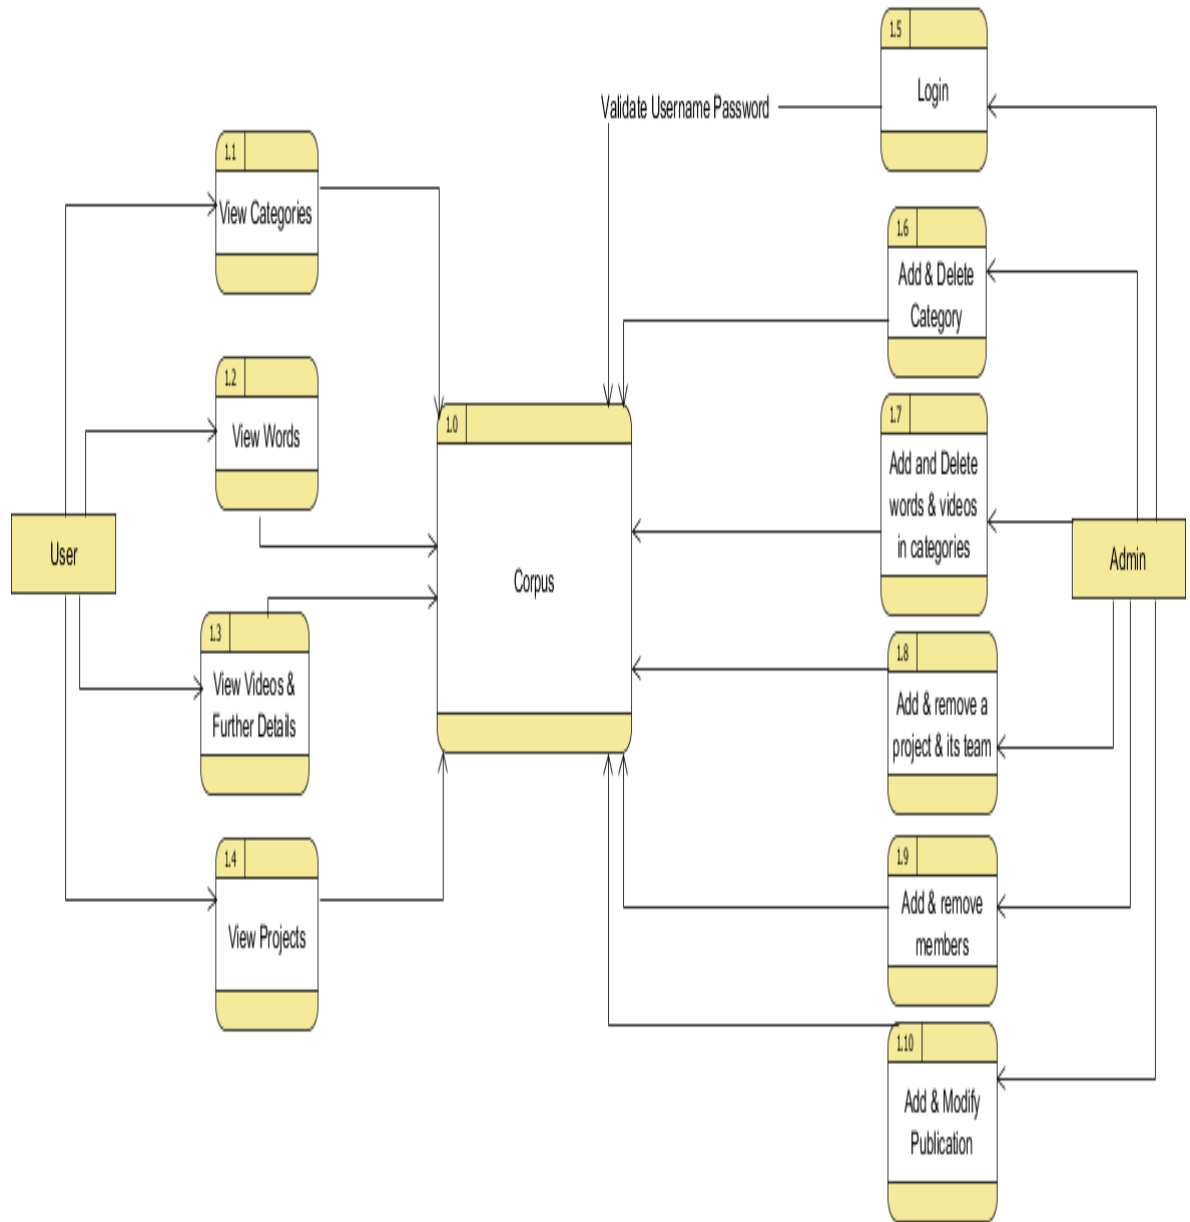 1.5
Login
Validate Username Password
1.1
View Categories
1.6
Add & Delete
Category
1.2
View Words
1.0
Corpus
1.7
Add and Delete
words & videos
in categories
User
Admin
1.3
View Videos &
Further Details
1.8
Add & remove a
project & its team
1.4
View Projects
1.9
Add & remove
members
1.10
Add & Modify
Publication